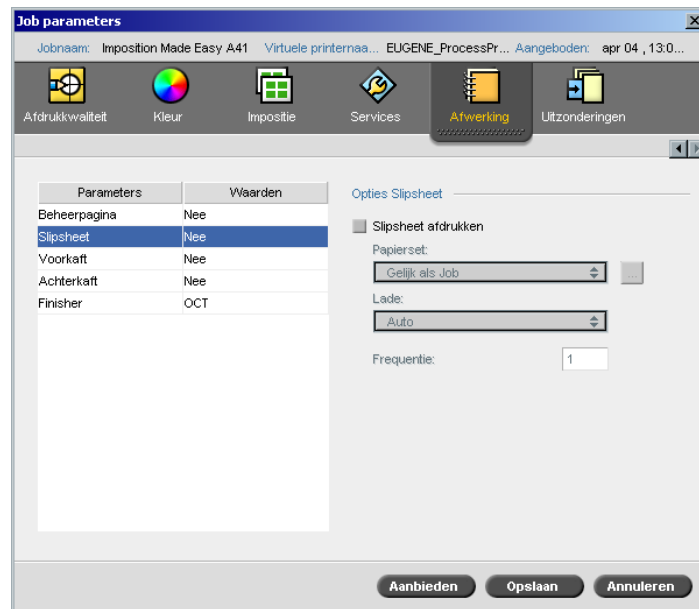 Job parameters
Jobnaam: Imposition Made Easy A41 Virtuele printernaa... EUGENE_ProcessPr... Aangeboden: apr 04 , 13:0...
Afdrukkwaliteit Kleur Impositie Services Afwerking Uitzonderingen
Parameters Waarden
Beheerpagina Nee
Slipsheet Nee
Voorkaft Nee
Achterkaft Nee
Finisher OCT
Opties Slipsheet
Slipsheet afdrukken
Papierset:
Gelijk als Job ...
Lade:
Auto
Frequentie: 1
Aanbieden Opslaan Annuleren